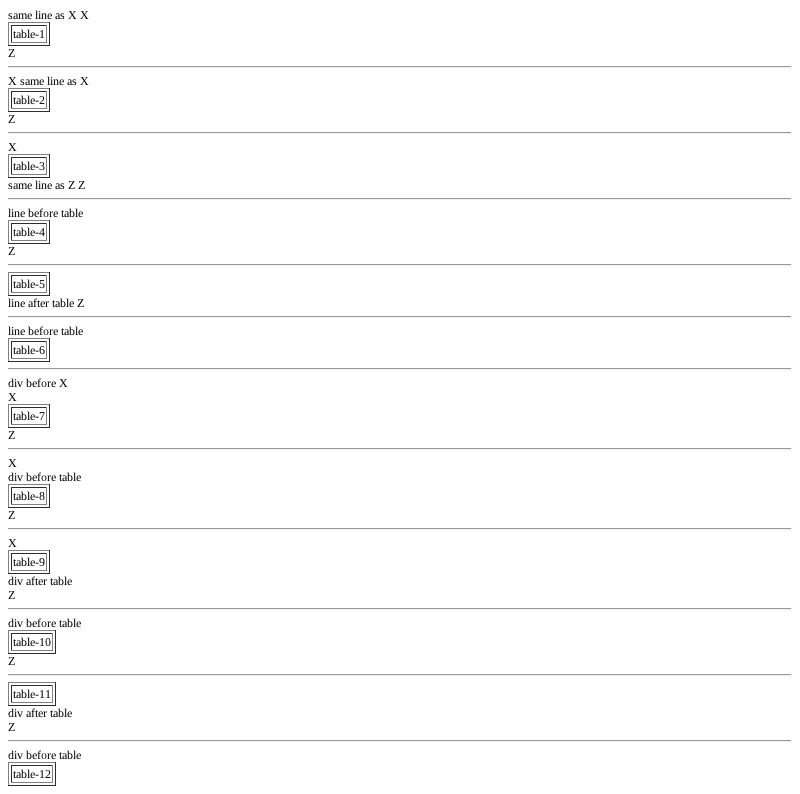 same line as X X
table-1
Z
X same line as X
table-2
Z
X
table-3
same line as Z Z
line before table
table-4
Z
table-5
line after table Z
line before table
table-6
div before X
X
table-7
Z
X
div before table
table-8
Z
X
table-9
div after table
Z
div before table
table-10
Z
table-11
div after table
Z
div before table
table-12